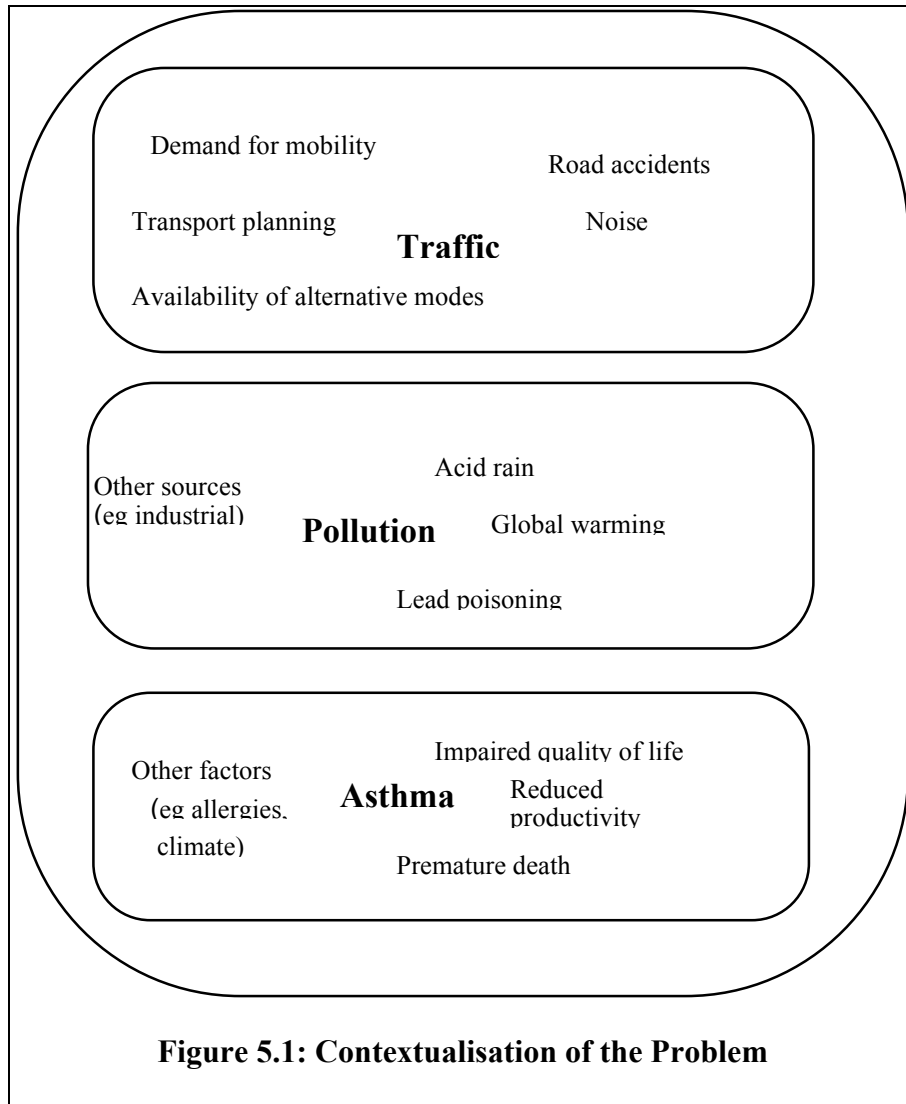 Demand for mobility
Road accidents
Transport planning
Noise
Traffic
Availability of alternative modes
Acid rain
Other sources
(eg industrial)
Pollution
Global warming
Lead poisoning
Impaired quality of life
Other factors
(eg allergies,
climate)
Asthma
Reduced
productivity
Premature death
Figure 5.1: Contextualisation of the Problem